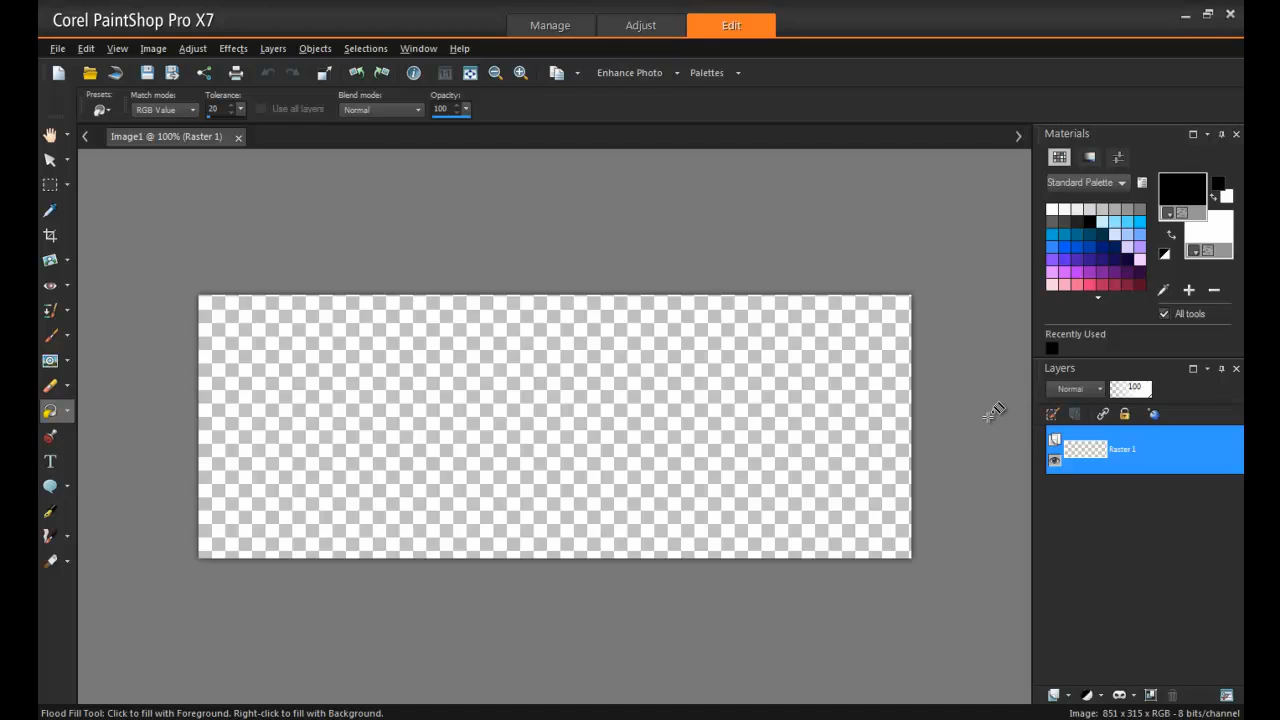 Corel PaintShop Pro X7
Manage Adjust Edit
File Edit View Image Adjust Effects Layers Objects Selections Window Help
Enhance Photo Palettes
Presets: Match mode: Tolerance: Blend mode: Opacity:
RGB Value 20 Use all layers Normal 100
Image1 @ 100% (Raster 1)
Materials
Standard Palette
All tools
Recently Used
Layers
Normal 100
Raster 1
Flood Fill Tool: Click to fill with Foreground. Right-click to fill with Background.
Image: 851 x 315 x RGB - 8 bits/channel